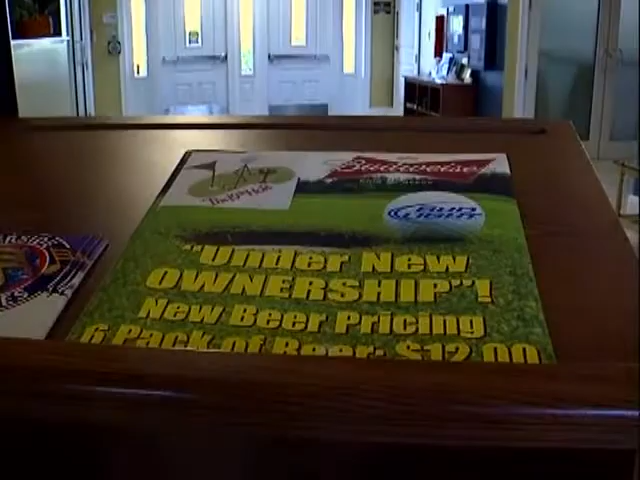 Budweiser
BUD LIGHT
"Under New
OWNERSHIP"!
New Beer Pricing
6 Pack of Beer: $12.00